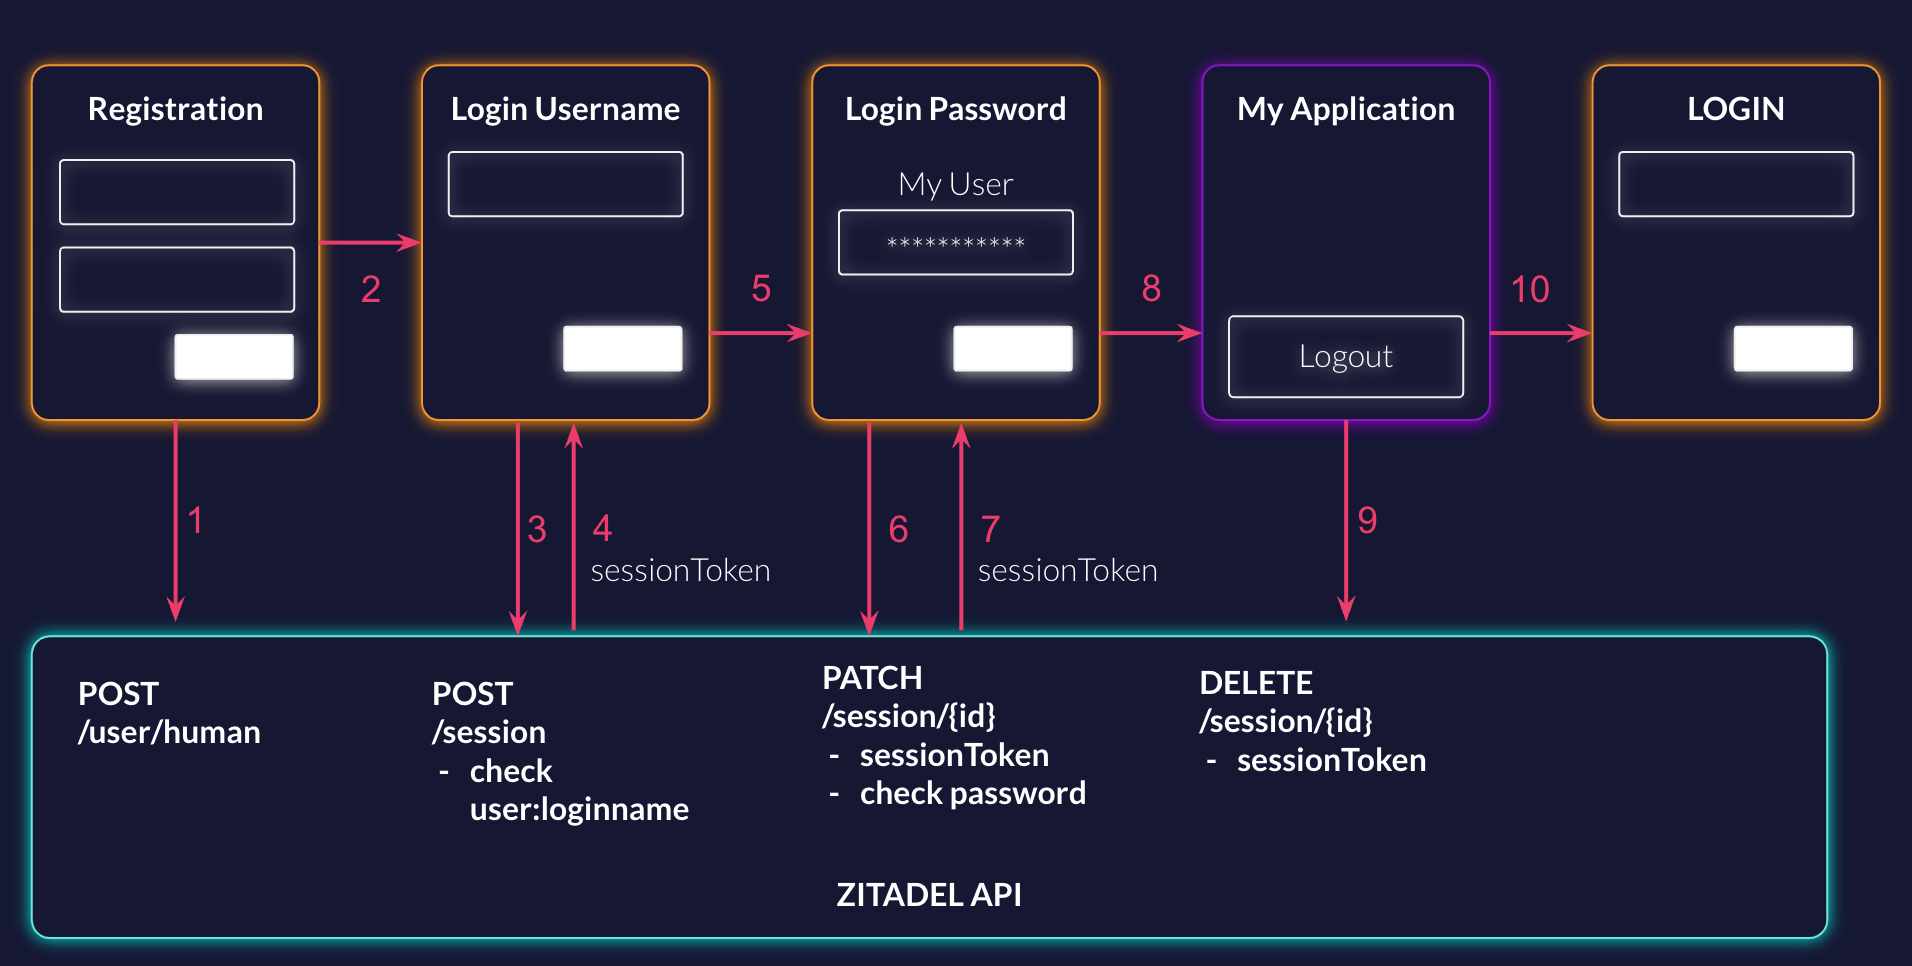 Registration
Login Username
Login Password
My User
***********
My Application
Logout
LOGIN
2
5
8
10
1
3
4
sessionToken
6
7
sessionToken
9
POST
/user/human
POST
/session
- check
user:loginname
PATCH
/session/{id}
- sessionToken
- check password
DELETE
/session/{id}
- sessionToken
ZITADEL API